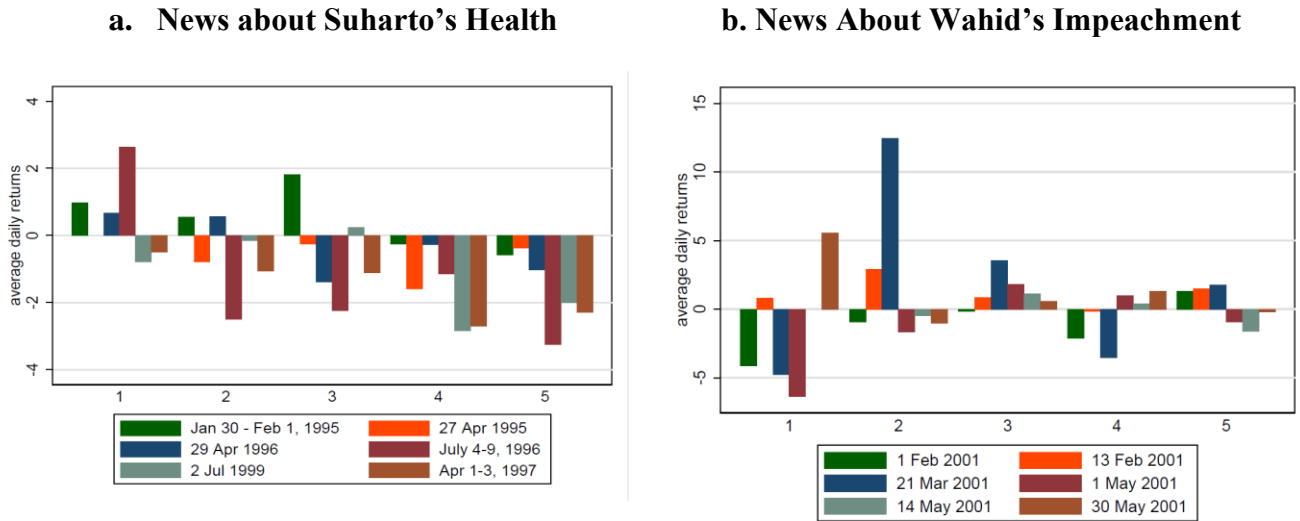 a. News about Suharto’s Health
4
2
0
-2
-4
average daily returns
1 2 3 4 5
Jan 30 - Feb 1, 1995 27 Apr 1995
29 Apr 1996 July 4-9, 1996
2 Jul 1999 Apr 1-3, 1997
b. News About Wahid’s Impeachment
15
10
5
0
-5
average daily returns
1 2 3 4 5
1 Feb 2001 13 Feb 2001
21 Mar 2001 1 May 2001
14 May 2001 30 May 2001